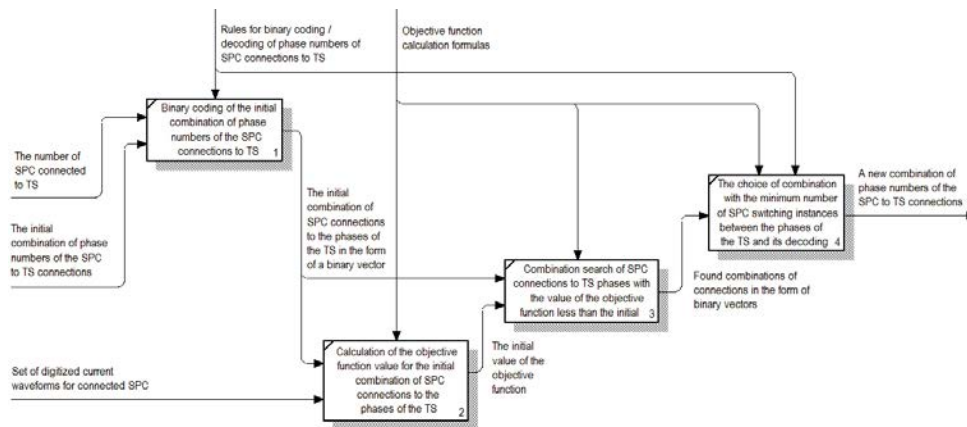 Rules for binary coding /
decoding of phase numbers of
SPC connections to TS
Objective function
calculation formulas
Binary coding of the initial
combination of phase
numbers of the SPC
connections to TS
1
The number of
SPC connected
to TS
The initial
combination of phase
numbers of the SPC
to TS connections
The initial
combination of
SPC connections
to the phases of
the TS in the form
of a binary vector
The choice of combination
with the minimum number
of SPC switching instances
between the phases of
the TS and its decoding
4
A new combination of
phase numbers of the
SPC to TS connections
Combination search of SPC
connections to TS phases with
the value of the objective
function less than the initial
3
Found combinations of
connections in the form of
binary vectors
Set of digitized current
waveforms for connected SPC
Calculation of the objective
function value for the initial
combination of SPC
connections to the
phases of the TS
2
The initial
value of the
objective
function